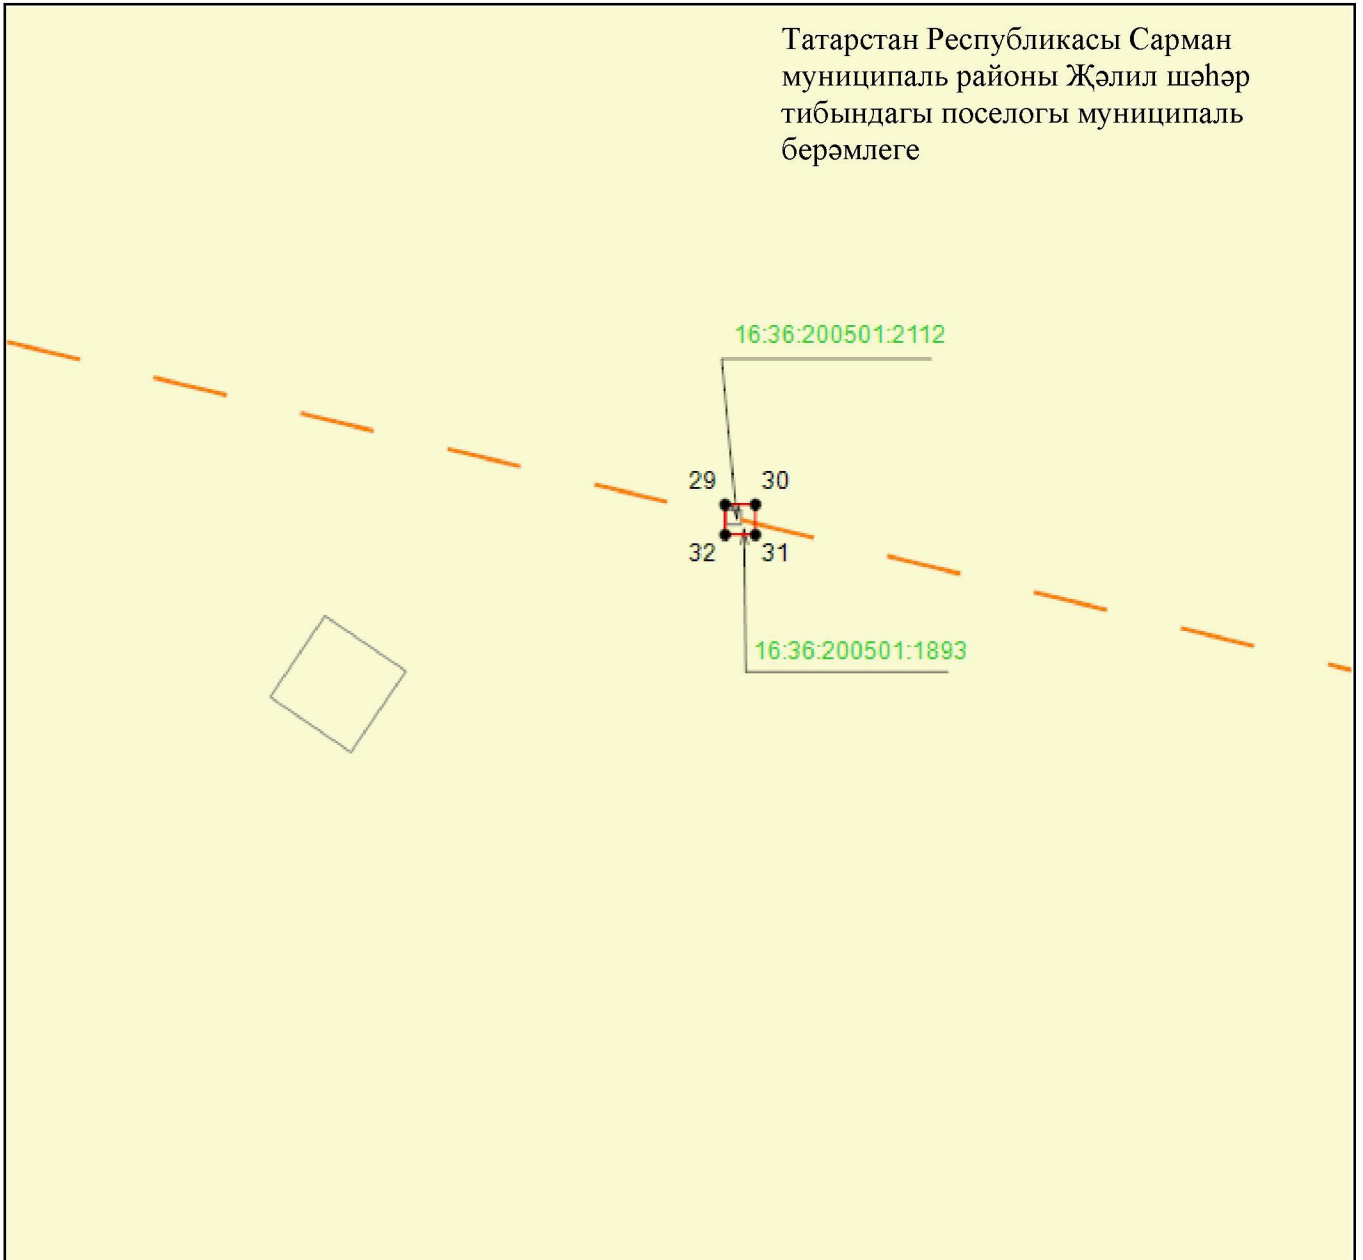 Татарстан Республикасы Сарман
муниципаль районы Җәлил шәһәр
тибындагы поселогы муниципаль
берәмлеге
16:36:200501:2112
29 30
32 31
16:36:200501:1893